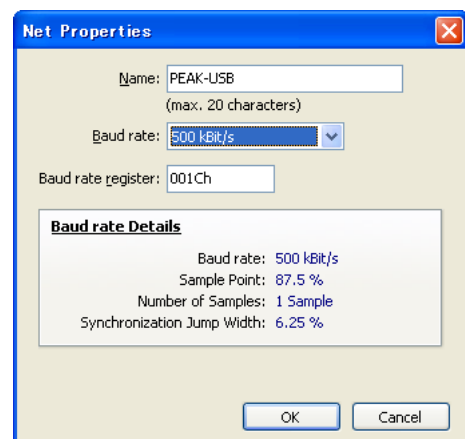 Net Properties
Name: PEAK-USB
(max. 20 characters)
Baud rate: 500 kBit/s
Baud rate register: 001Ch
Baud rate Details
Baud rate: 500 kBit/s
Sample Point: 87.5 %
Number of Samples: 1 Sample
Synchronization Jump Width: 6.25 %
OK Cancel